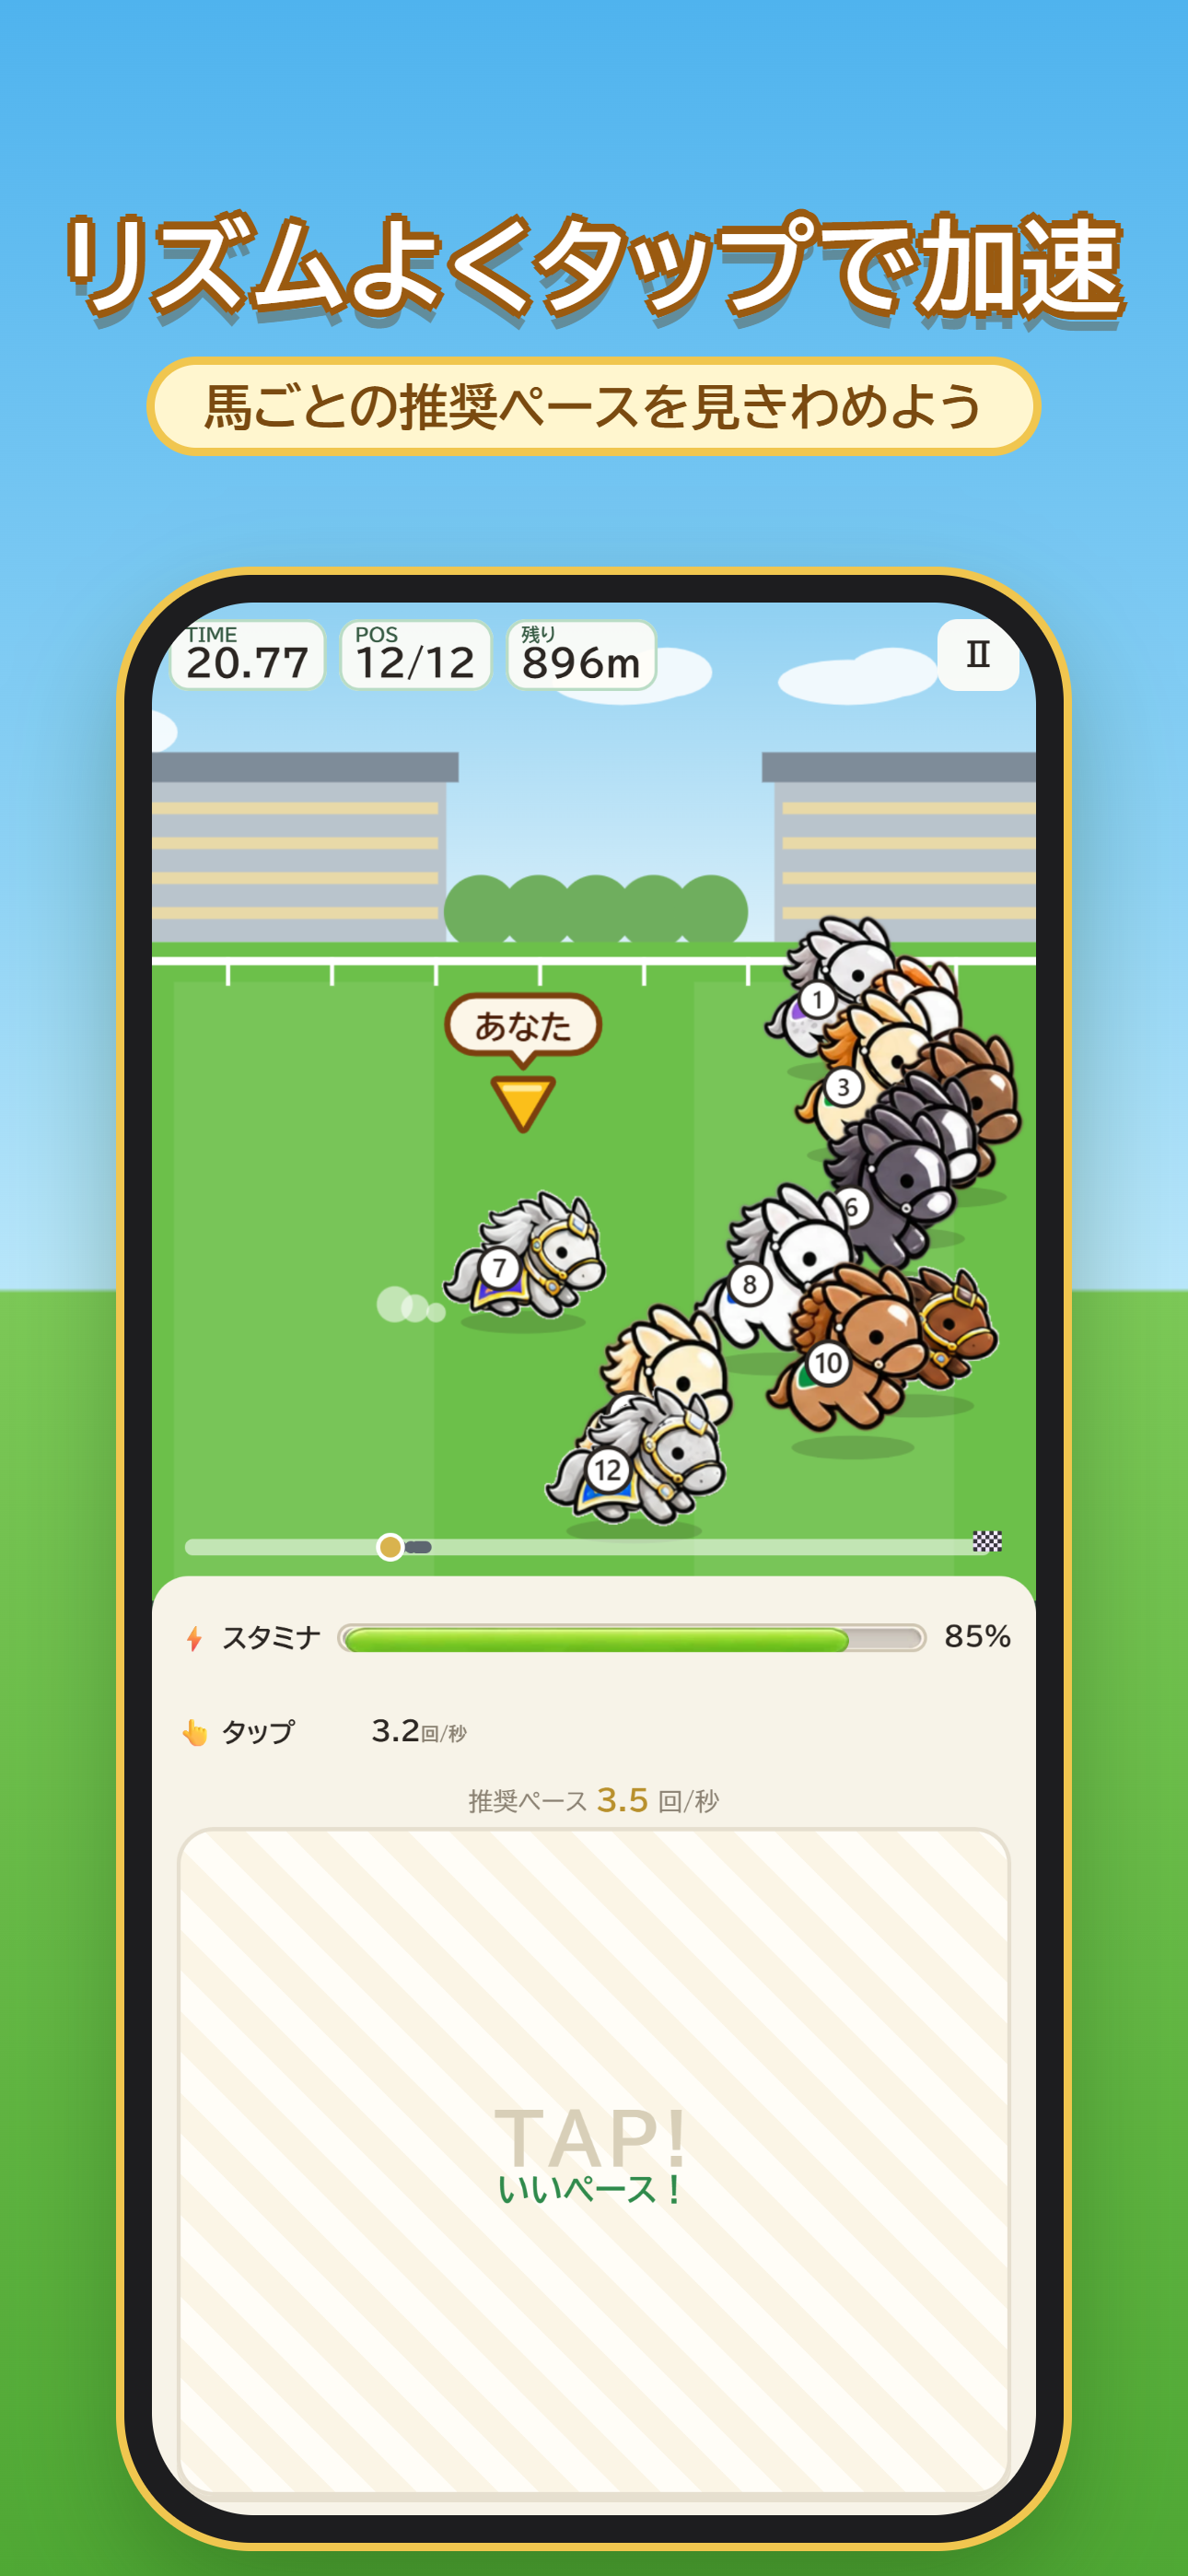 リズムよくタップで加速
馬ごとの推奨ペースを見きわめよう
TIME
20.77
POS
12/12
残り
896m
あなた
1
3
6
7
8
10
12
スタミナ 85%
タップ 3.2回/秒
推奨ペース 3.5 回/秒
TAP!
いいペース！